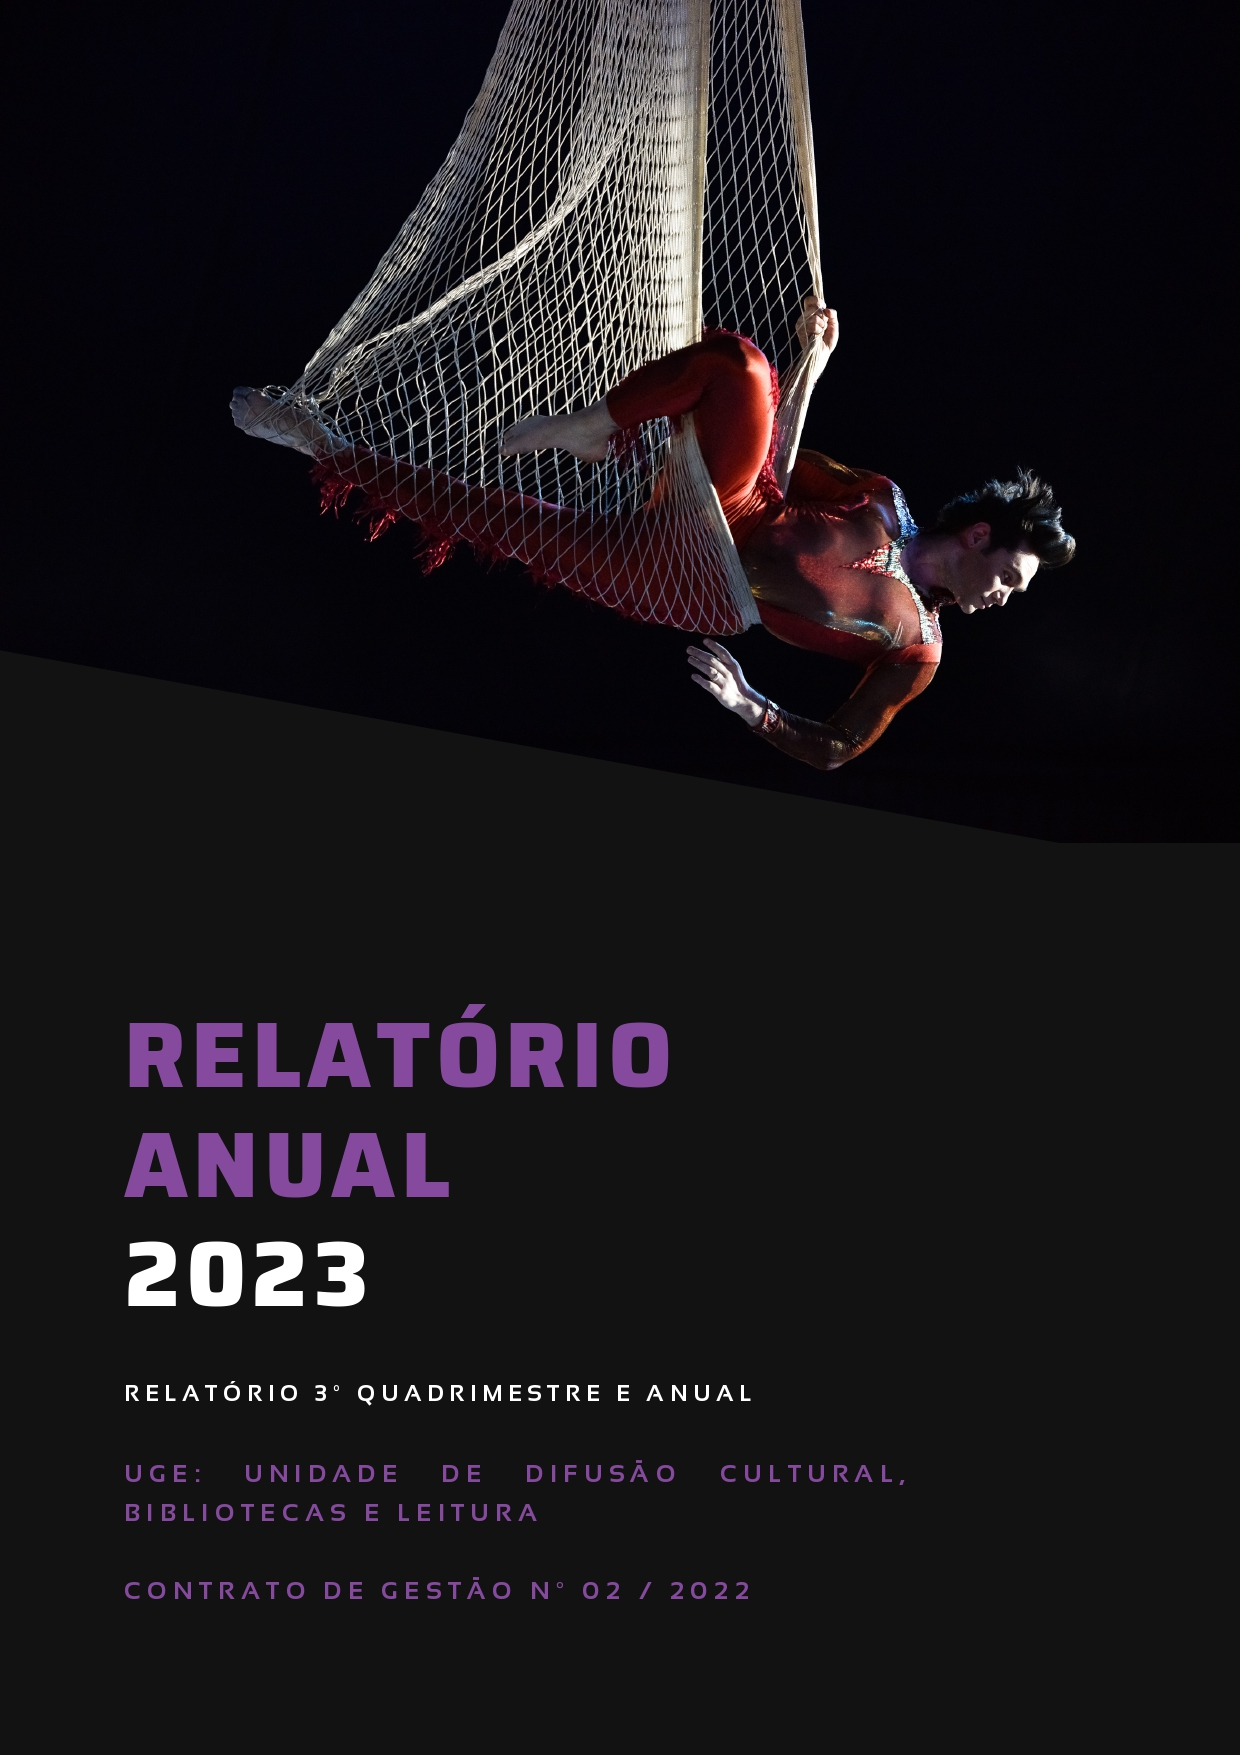 RELATÓRIO
ANUAL
2023
RELATÓRIO 3° QUADRIMESTRE E ANUAL
UGE: UNIDADE DE DIFUSÃO CULTURAL,
BIBLIOTECAS E LEITURA
CONTRATO DE GESTÃO N° 02 / 2022